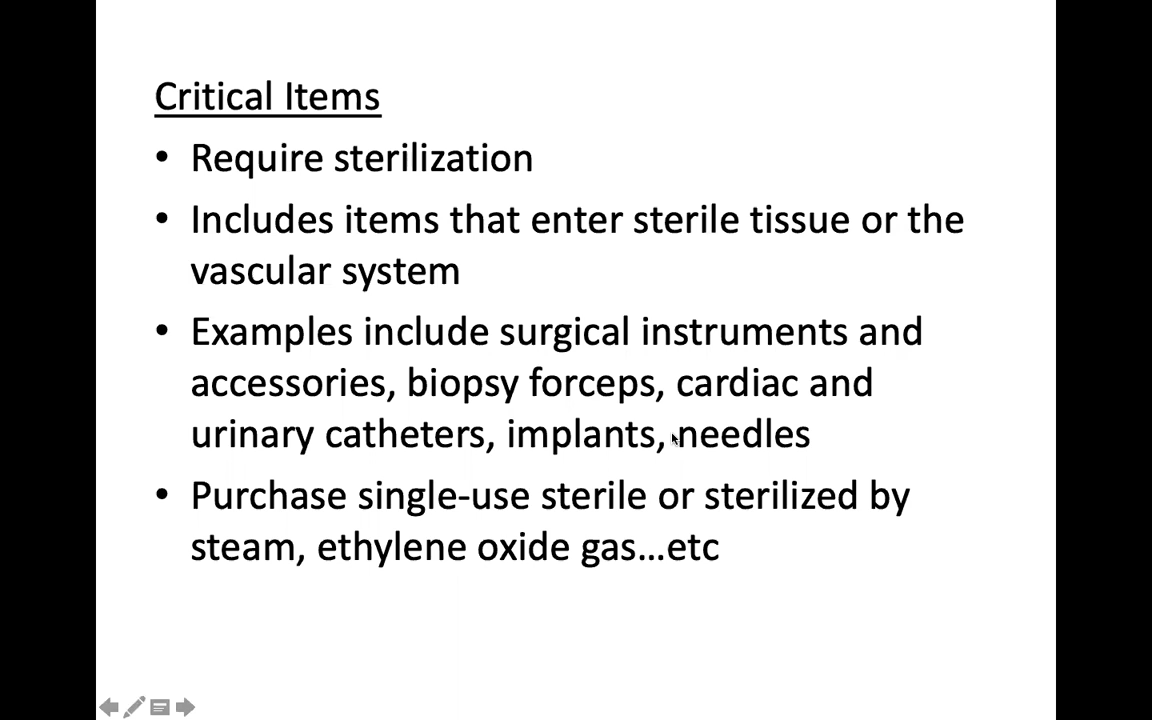 Critical Items
• Require sterilization
• Includes items that enter sterile tissue or the
vascular system
• Examples include surgical instruments and
accessories, biopsy forceps, cardiac and
urinary catheters, implants, needles
• Purchase single-use sterile or sterilized by
steam, ethylene oxide gas…etc